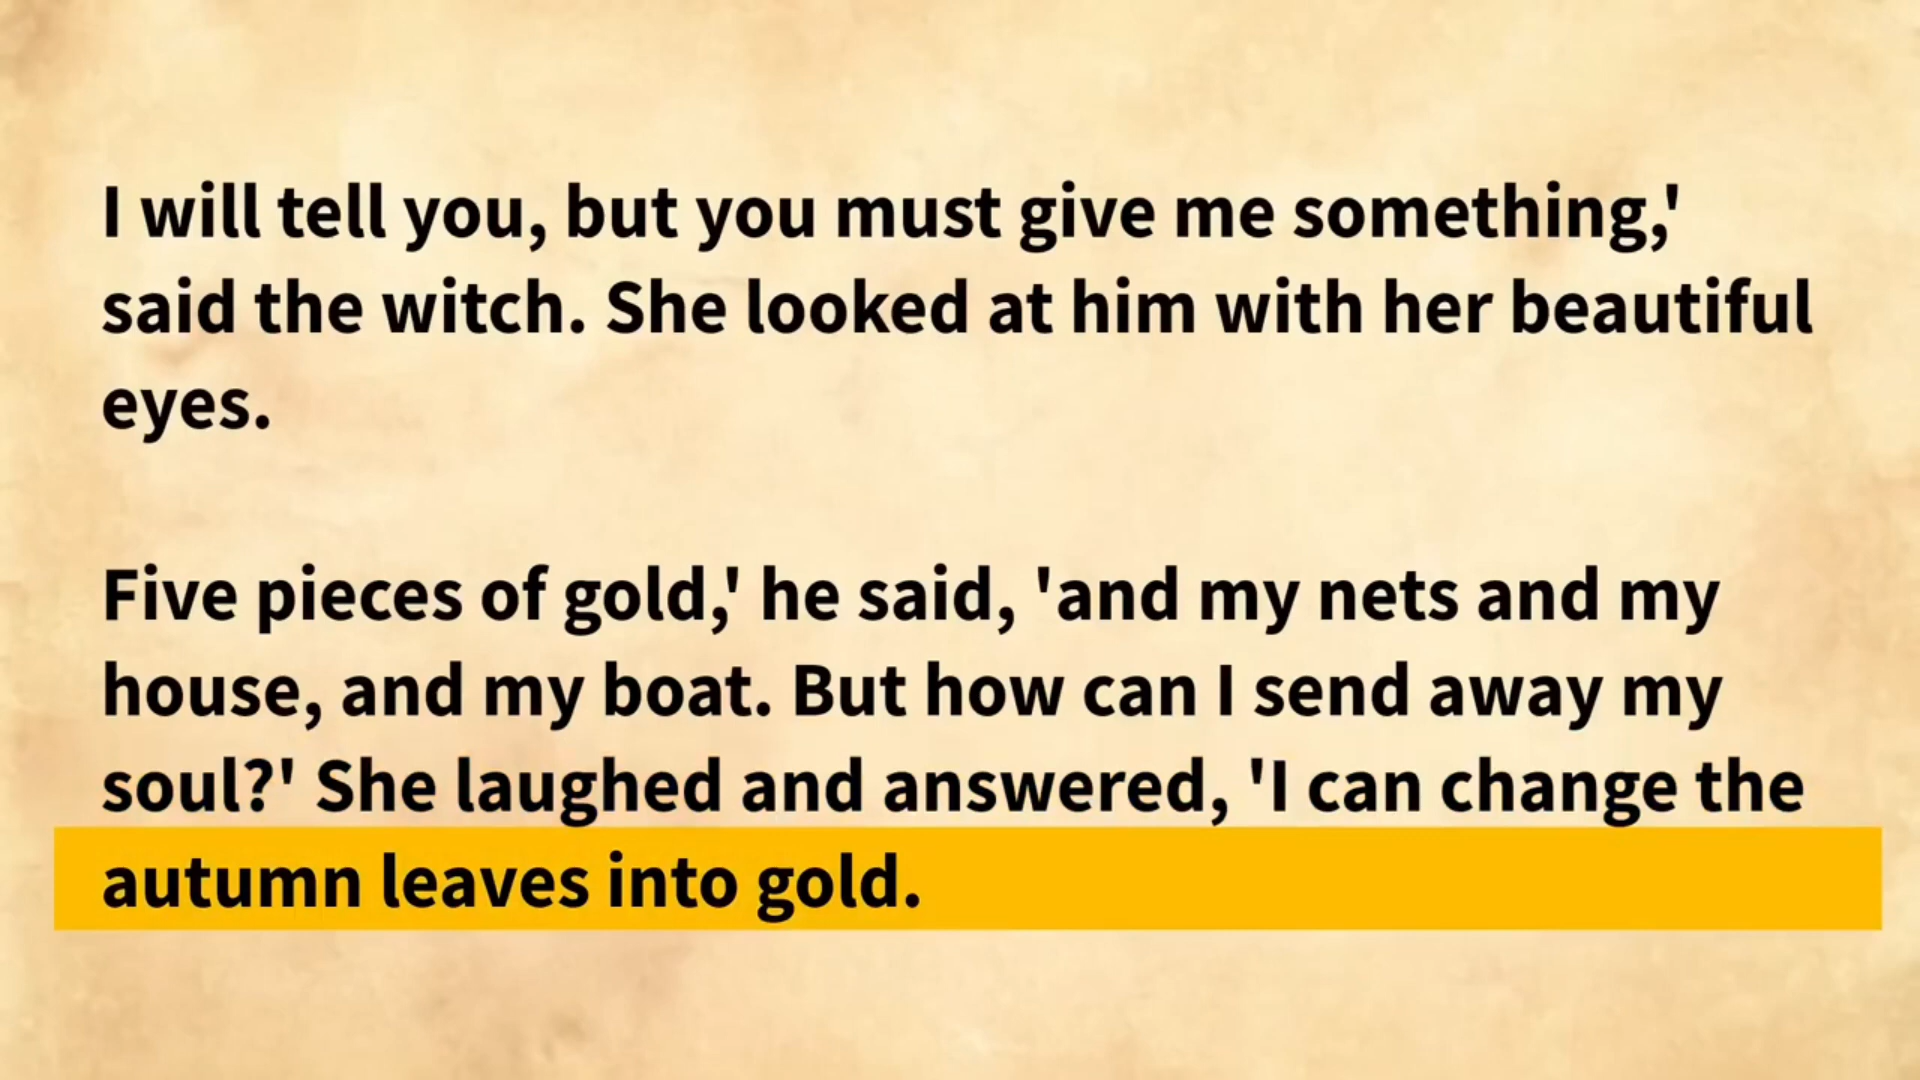 I will tell you, but you must give me something,'
said the witch. She looked at him with her beautiful
eyes.
Five pieces of gold,' he said, 'and my nets and my
house, and my boat. But how can I send away my
soul?' She laughed and answered, 'I can change the
autumn leaves into gold.